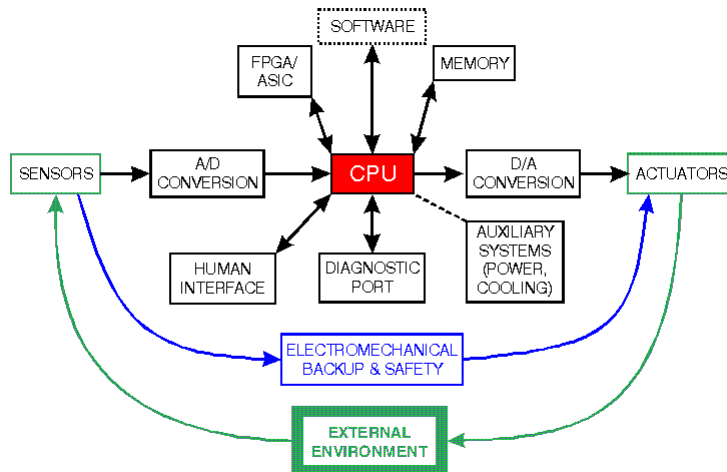 SOFTWARE
FPGA/
ASIC
MEMORY
SENSORS
A/D
CONVERSION
CPU
D/A
CONVERSION
ACTUATORS
HUMAN
INTERFACE
DIAGNOSTIC
PORT
AUXILIARY
SYSTEMS
(POWER,
COOLING)
ELECTROMECHANICAL
BACKUP & SAFETY
EXTERNAL
ENVIRONMENT